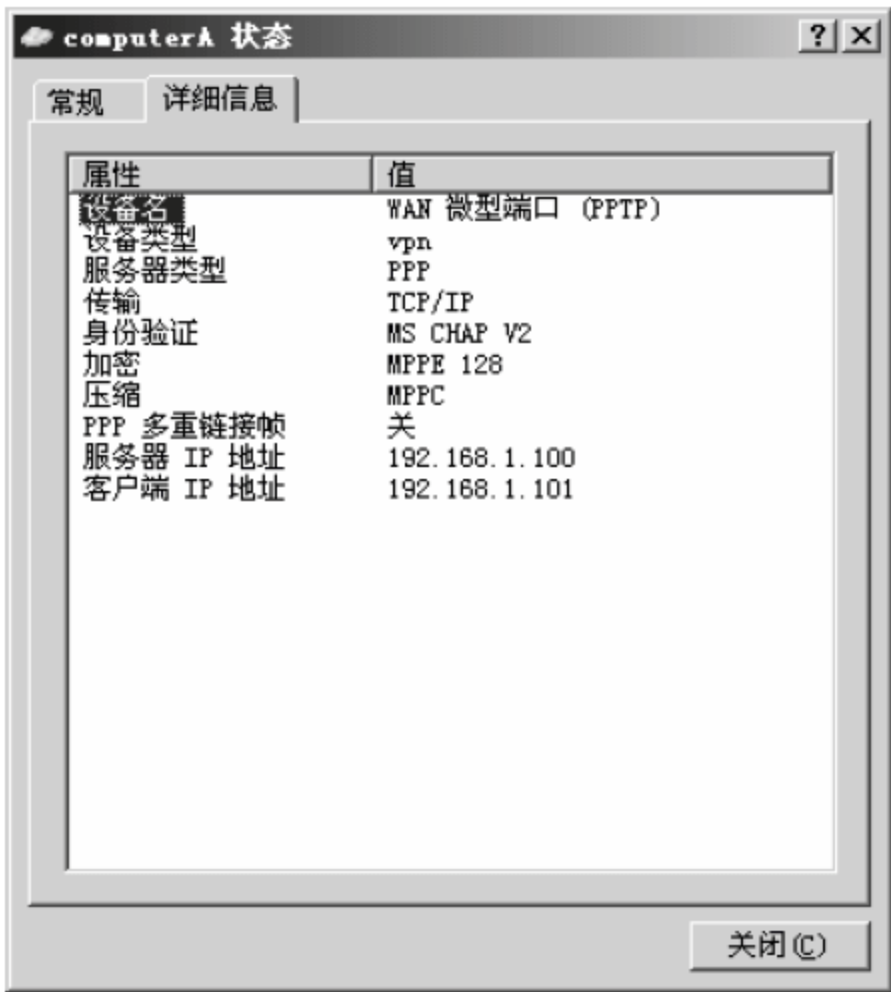 computerA 状态
常规 详细信息
属性 值
设备名 WAN 微型端口 (PPTP)
设备类型 vpn
服务器类型 PPP
传输 TCP/IP
身份验证 MS CHAP V2
加密 MPPE 128
压缩 MPPC
PPP 多重链接帧 关
服务器 IP 地址 192.168.1.100
客户端 IP 地址 192.168.1.101
关闭(C)